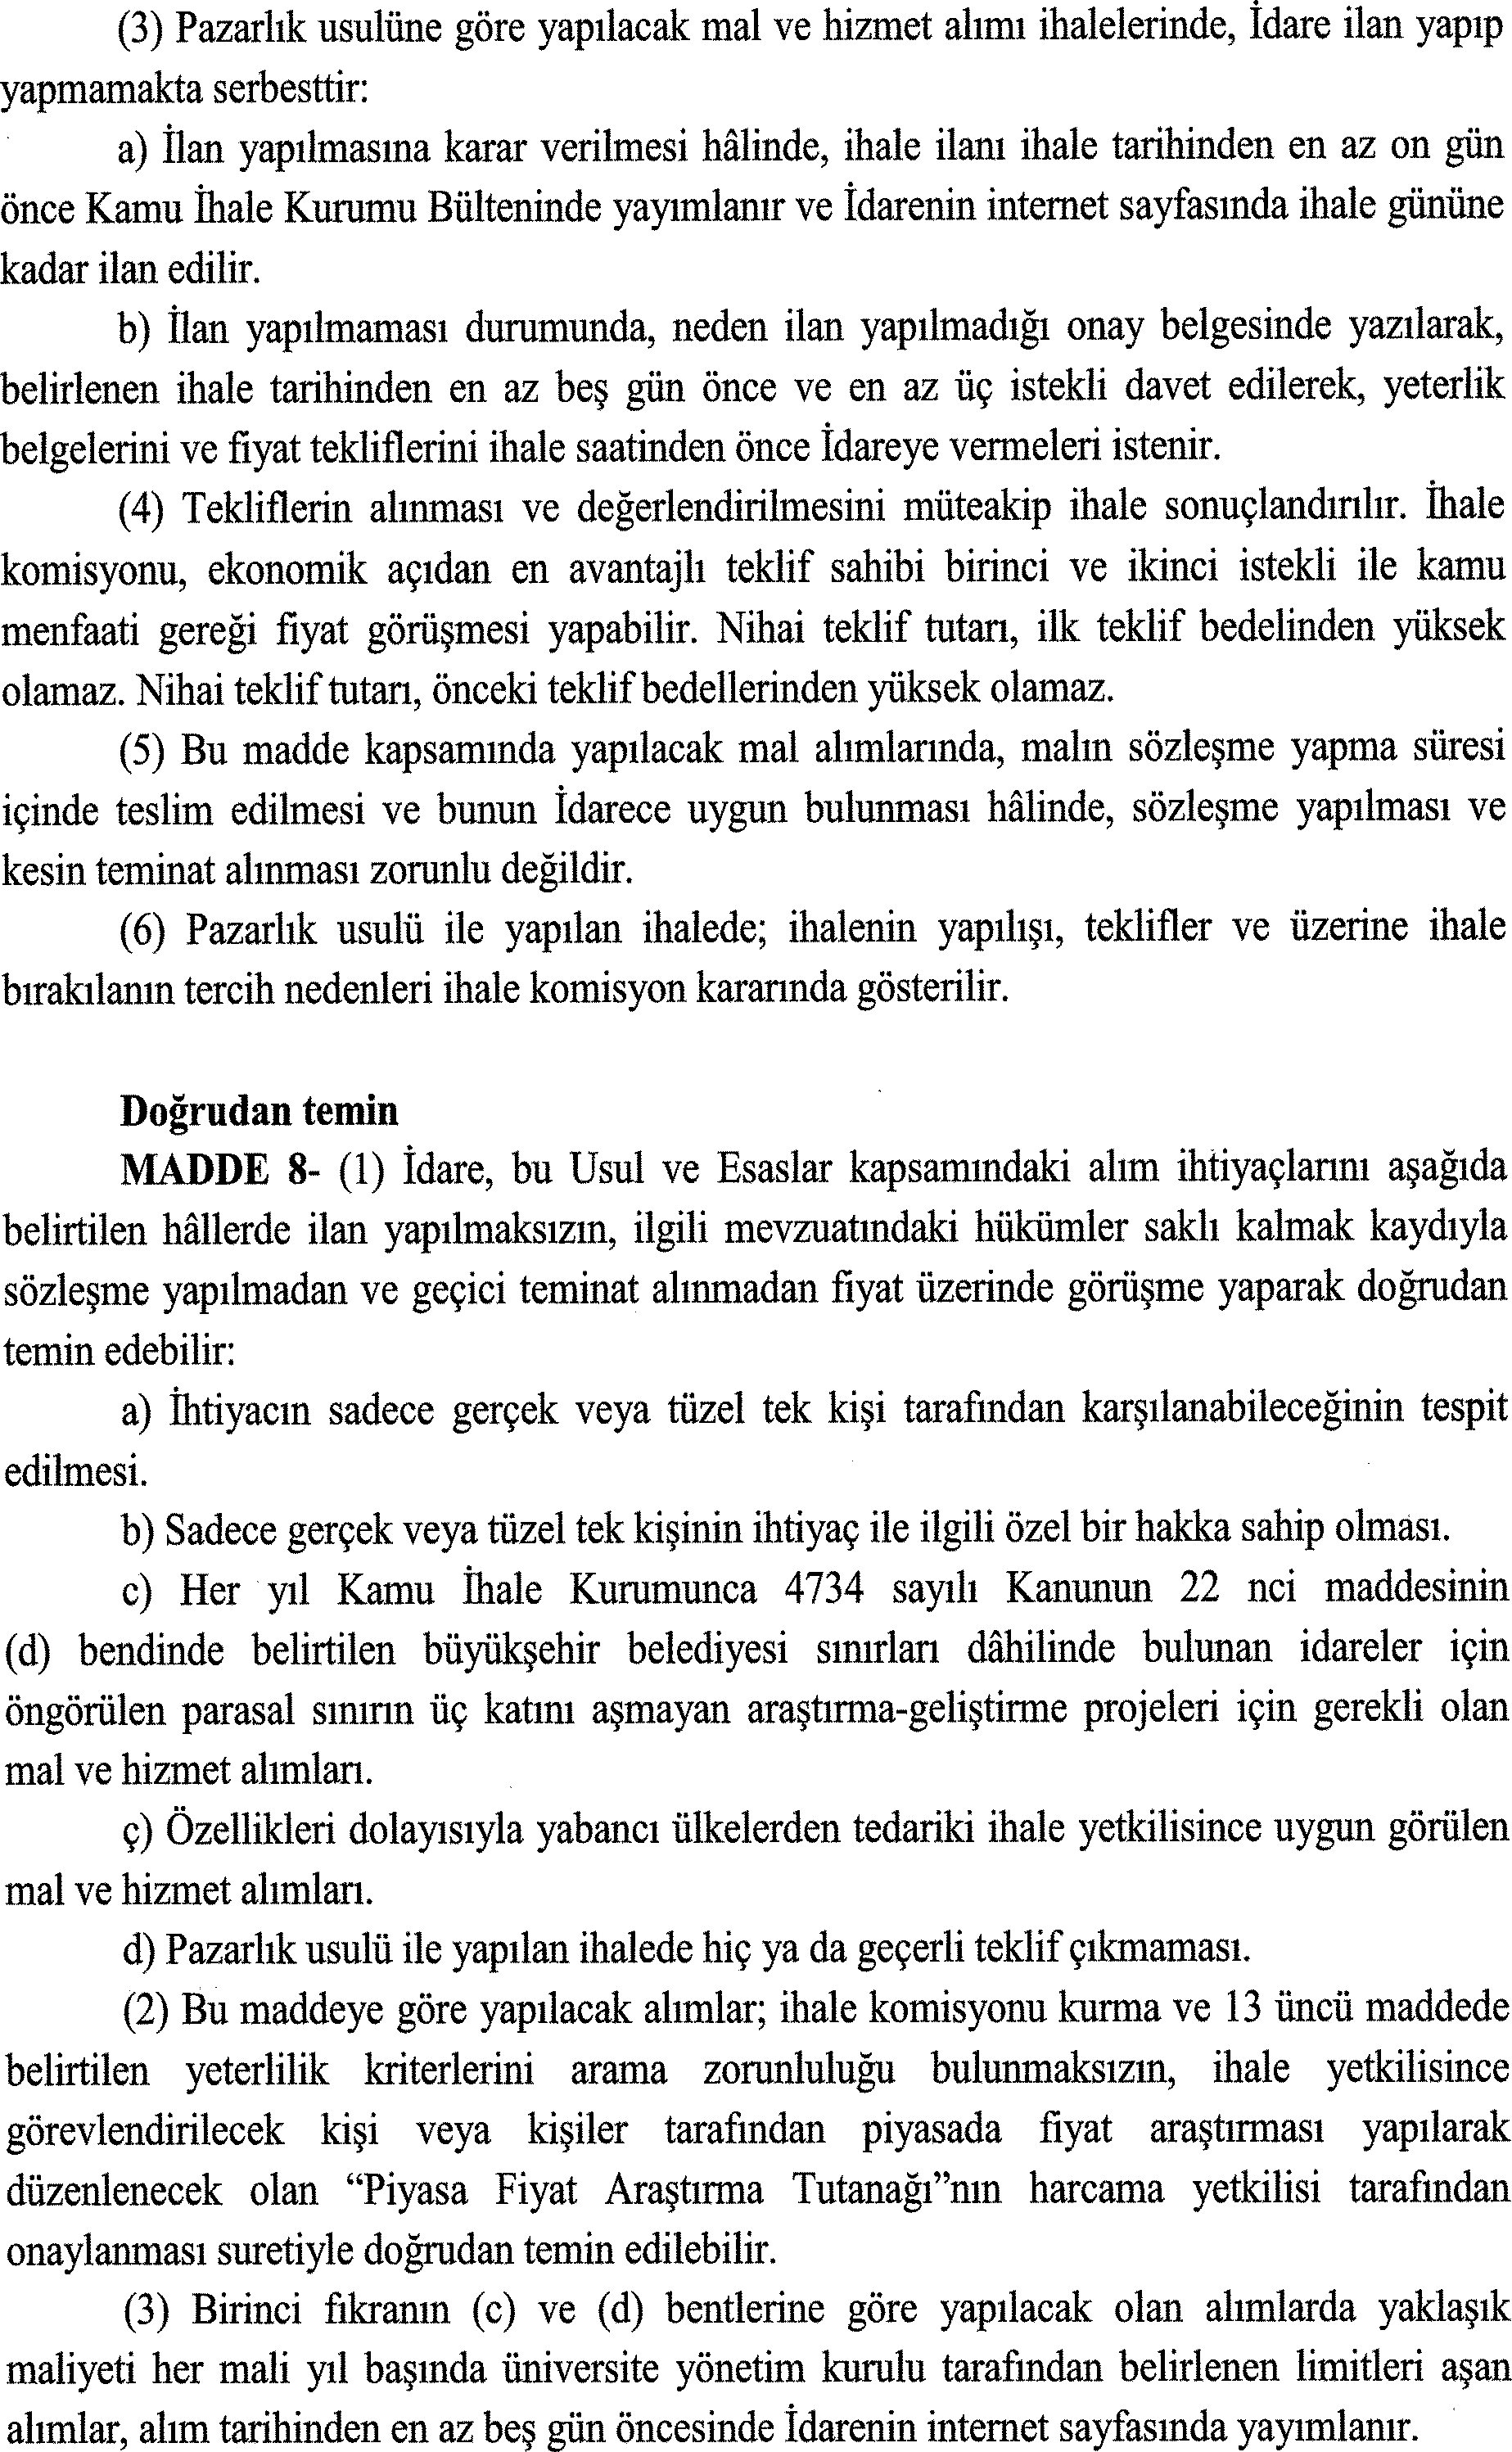 (3) Pazarlık usulüne göre yapılacak mal ve hizmet alımı ihalelerinde, İdare ilan yapıp
yapmamakta serbesttir:
a) İlan yapılmasına karar verilmesi hâlinde, ihale ilanı ihale tarihinden en az on gün
önce Kamu İhale Kurumu Bülteninde yayımlanır ve İdarenin internet sayfasında ihale gününe
kadar ilan edilir.
b) İlan yapılmaması durumunda, neden ilan yapılmadığı onay belgesinde yazılarak,
belirlenen ihale tarihinden en az beş gün önce ve en az üç istekli davet edilerek, yeterlik
belgelerini ve fiyat tekliflerini ihale saatinden önce İdareye vermeleri istenir.
(4) Tekliflerin alınması ve değerlendirilmesini müteakip ihale sonuçlandırılır. İhale
komisyonu, ekonomik açıdan en avantajlı teklif sahibi birinci ve ikinci istekli ile kamu
menfaati gereği fiyat görüşmesi yapabilir. Nihai teklif tutarı, ilk teklif bedelinden yüksek
olamaz. Nihai teklif tutarı, önceki teklif bedellerinden yüksek olamaz.
(5) Bu madde kapsamında yapılacak mal alımlarında, malın sözleşme yapma süresi
içinde teslim edilmesi ve bunun İdarece uygun bulunması hâlinde, sözleşme yapılması ve
kesin teminat alınması zorunlu değildir.
(6) Pazarlık usulü ile yapılan ihalede; ihalenin yapılışı, teklifler ve üzerine ihale
bırakılanın tercih nedenleri ihale komisyon kararında gösterilir.
Doğrudan temin
MADDE 8- (1) İdare, bu Usul ve Esaslar kapsamındaki alım ihtiyaçlarını aşağıda
belirtilen hâllerde ilan yapılmaksızın, ilgili mevzuatındaki hükümler saklı kalmak kaydıyla
sözleşme yapılmadan ve geçici teminat alınmadan fiyat üzerinde görüşme yaparak doğrudan
temin edebilir:
a) İhtiyacın sadece gerçek veya tüzel tek kişi tarafından karşılanabileceğinin tespit
edilmesi.
b) Sadece gerçek veya tüzel tek kişinin ihtiyaç ile ilgili özel bir hakka sahip olması.
c) Her yıl Kamu İhale Kurumunca 4734 sayılı Kanunun 22 nci maddesinin
(d) bendinde belirtilen büyükşehir belediyesi sınırları dâhilinde bulunan idareler için
öngörülen parasal sınırın üç katını aşmayan araştırma-geliştirme projeleri için gerekli olan
mal ve hizmet alımları.
ç) Özellikleri dolayısıyla yabancı ülkelerden tedariki ihale yetkilisince uygun görülen
mal ve hizmet alımları.
d) Pazarlık usulü ile yapılan ihalede hiç ya da geçerli teklif çıkmaması.
(2) Bu maddeye göre yapılacak alımlar; ihale komisyonu kurma ve 13 üncü maddede
belirtilen yeterlilik kriterlerini arama zorunluluğu bulunmaksızın, ihale yetkilisince
görevlendirilecek kişi veya kişiler tarafından piyasada fiyat araştırması yapılarak
düzenlenecek olan “Piyasa Fiyat Araştırma Tutanağı”nın harcama yetkilisi tarafından
onaylanması suretiyle doğrudan temin edilebilir.
(3) Birinci fıkranın (c) ve (d) bentlerine göre yapılacak olan alımlarda yaklaşık
maliyeti her mali yıl başında üniversite yönetim kurulu tarafından belirlenen limitleri aşan
alımlar, alım tarihinden en az beş gün öncesinde İdarenin internet sayfasında yayımlanır.